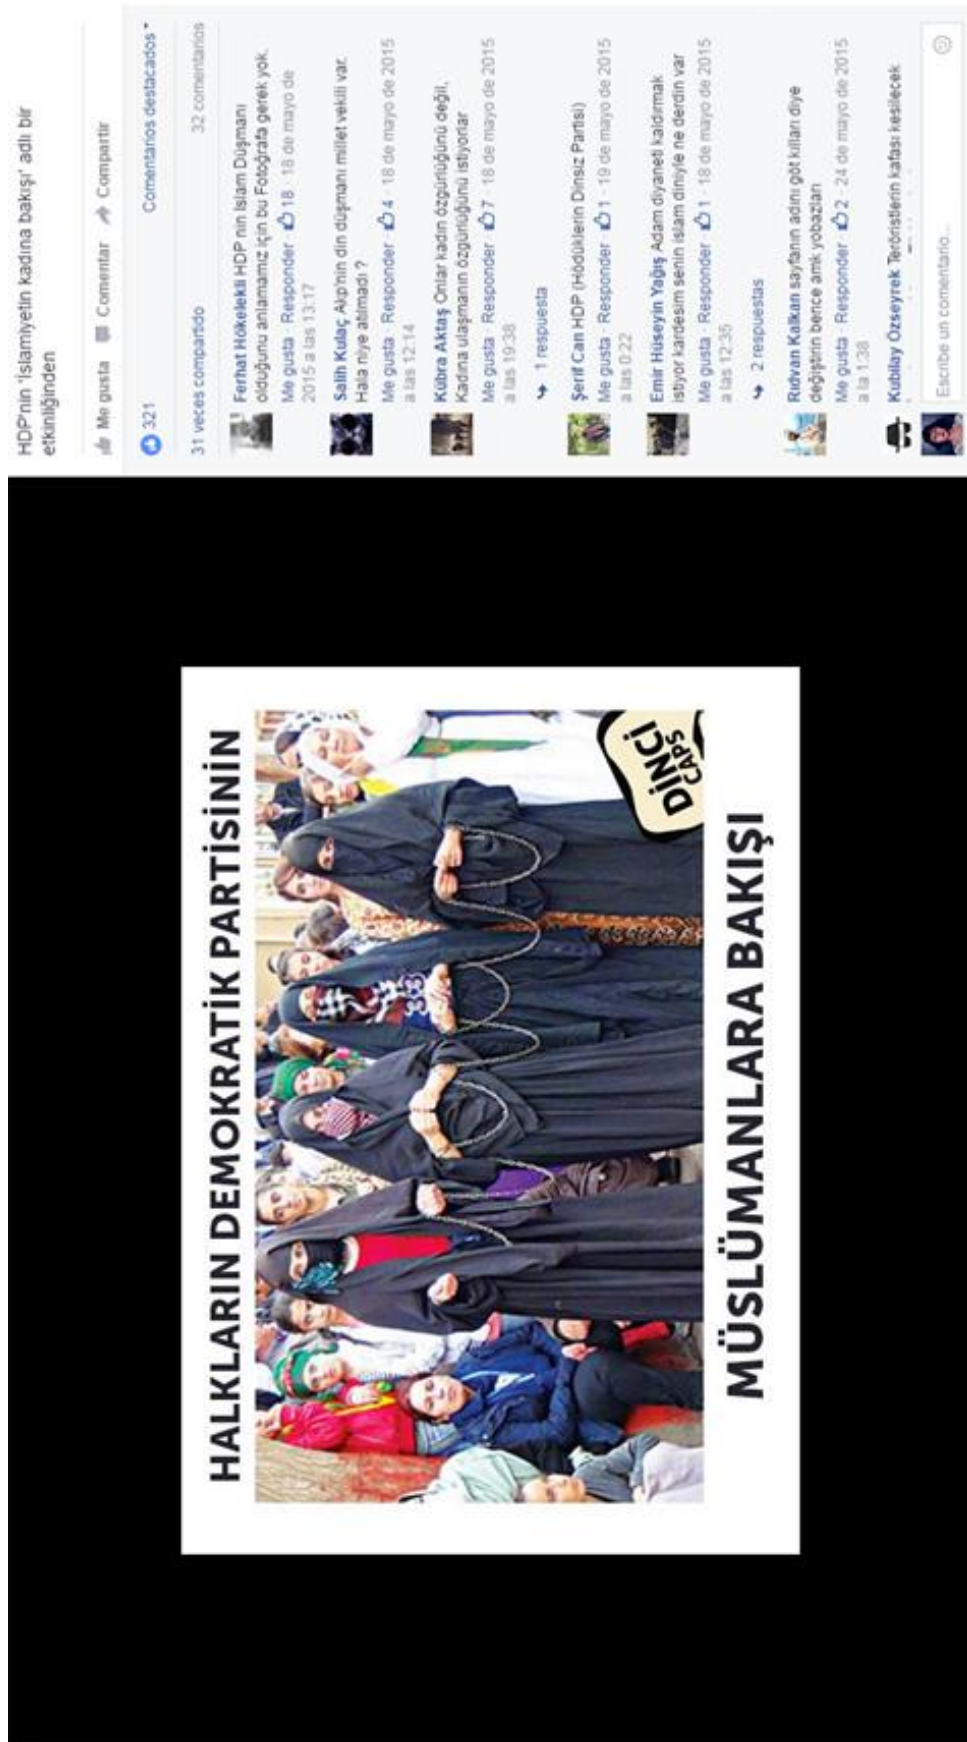 HALKLARIN DEMOKRATİK PARTİSİNİN
DİNCİ
CAPS
MÜSLÜMANLARA BAKIŞI
HDP'nin 'İslamiyetin kadına bakışı' adlı bir
etkinliğinden
Me gusta Comentar Compartir
321 Comentarios destacados
31 veces compartido 32 comentarios
Ferhat Hökelekli HDP nin Islam Düşmanı
olduğunu anlamamız için bu Fotoğrafa gerek yok.
Me gusta · Responder · 18 · 18 de mayo de
2015 a las 13:17
Salih Kulaç Akp'nin din düşmanı millet vekili var.
Hala niye atılmadı ?
Me gusta · Responder · 4 · 18 de mayo de 2015
a las 12:14
Kübra Aktaş Onlar kadın özgürlüğünü değil,
Kadına ulaşmanın özgürlüğünü istiyorlar
Me gusta · Responder · 7 · 18 de mayo de 2015
a las 19:38
1 respuesta
Şerif Can HDP (Hödüklerin Dinsiz Partisi)
Me gusta · Responder · 1 · 19 de mayo de 2015
a las 0:22
Emir Hüseyin Yağış Adam diyaneti kaldırmak
istiyor kardesim senin islam diniyle ne derdin var
Me gusta · Responder · 1 · 18 de mayo de 2015
a las 12:35
2 respuestas
Rıdvan Kalkan sayfanın adını göt kılları diye
değiştirin bence amk yobazları
Me gusta · Responder · 2 · 24 de mayo de 2015
a la 1:38
Kubilay Özseyrek Teröristlerin kafası kesilecek
Escribe un comentario...